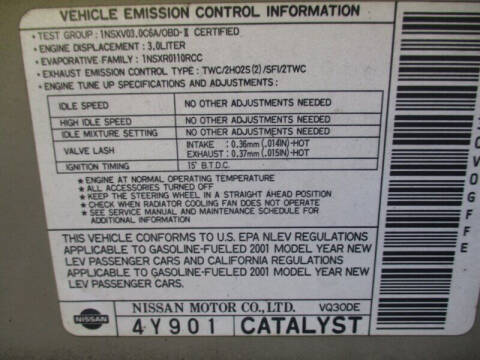 VEHICLE EMISSION CONTROL INFORMATION
• TEST GROUP : 1NSXV03.0C6A/OBD-Ⅱ CERTIFIED
• ENGINE DISPLACEMENT : 3.0LITER
• EVAPORATIVE-FAMILY : 1NSXR0110RCC
• EXHAUST EMISSION CONTROL TYPE : TWC/2HO2S(2)/SFI/2TWC
• ENGINE TUNE UP SPECIFICATIONS AND ADJUSTMENTS :
IDLE SPEED NO OTHER ADJUSTMENTS NEEDED
HIGH IDLE SPEED NO OTHER ADJUSTMENTS NEEDED
IDLE MIXTURE SETTING NO OTHER ADJUSTMENTS NEEDED
VALVE LASH INTAKE : 0.36mm (.014IN)-HOT
EXHAUST : 0.37mm (.015IN)-HOT
IGNITION TIMING 15° B.T.D.C.
★ ENGINE AT NORMAL OPERATING TEMPERATURE
★ ALL ACCESSORIES TURNED OFF
★ KEEP THE STEERING WHEEL IN A STRAIGHT AHEAD POSITION
★ CHECK WHEN RADIATOR COOLING FAN DOES NOT OPERATE
★ SEE SERVICE MANUAL AND MAINTENANCE SCHEDULE FOR
ADDITIONAL INSTRUCTIONS
THIS VEHICLE CONFORMS TO U.S. EPA NLEV REGULATIONS
APPLICABLE TO GASOLINE-FUELED 2001 MODEL YEAR NEW
LEV PASSENGER CARS AND CALIFORNIA REGULATIONS
APPLICABLE TO GASOLINE-FUELED 2001 MODEL YEAR NEW
LEV PASSENGER CARS.
NISSAN
NISSAN MOTOR CO., LTD. VQ30DE
4Y901 CATALYST
3CV0GFFE